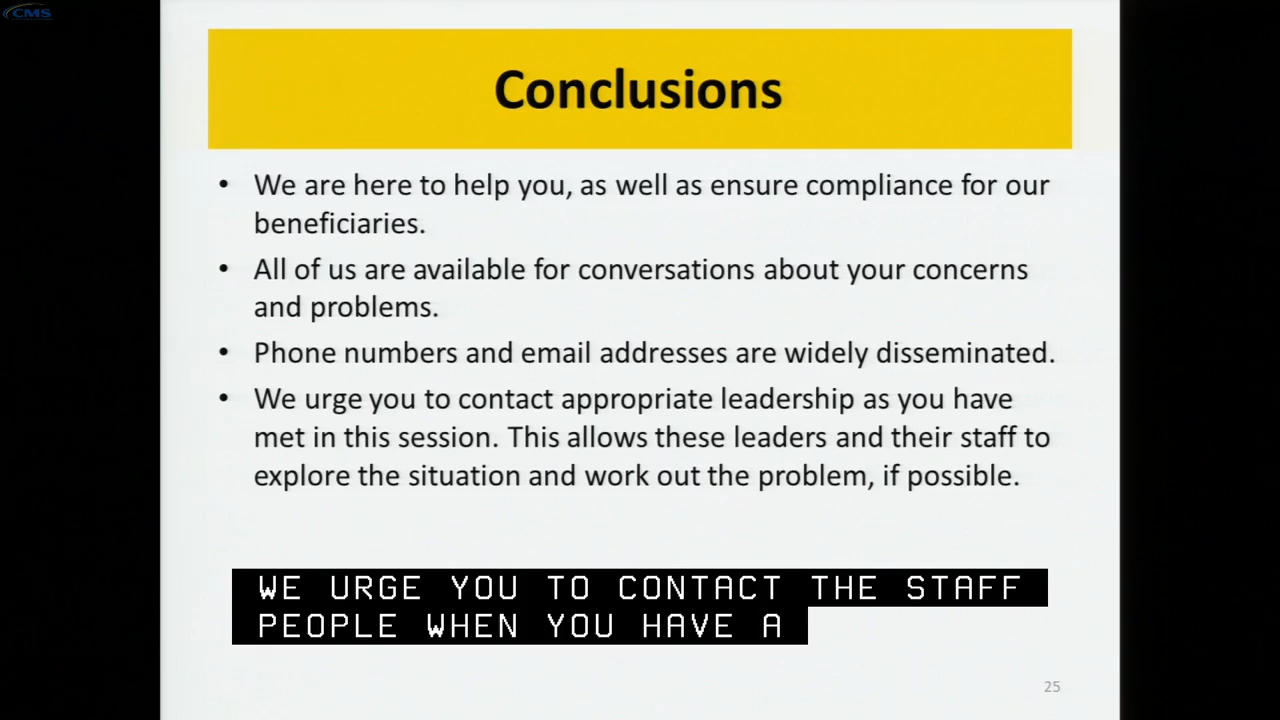 CMS
Conclusions
• We are here to help you, as well as ensure compliance for our
beneficiaries.
• All of us are available for conversations about your concerns
and problems.
• Phone numbers and email addresses are widely disseminated.
• We urge you to contact appropriate leadership as you have
met in this session. This allows these leaders and their staff to
explore the situation and work out the problem, if possible.
WE URGE YOU TO CONTACT THE STAFF
PEOPLE WHEN YOU HAVE A
25